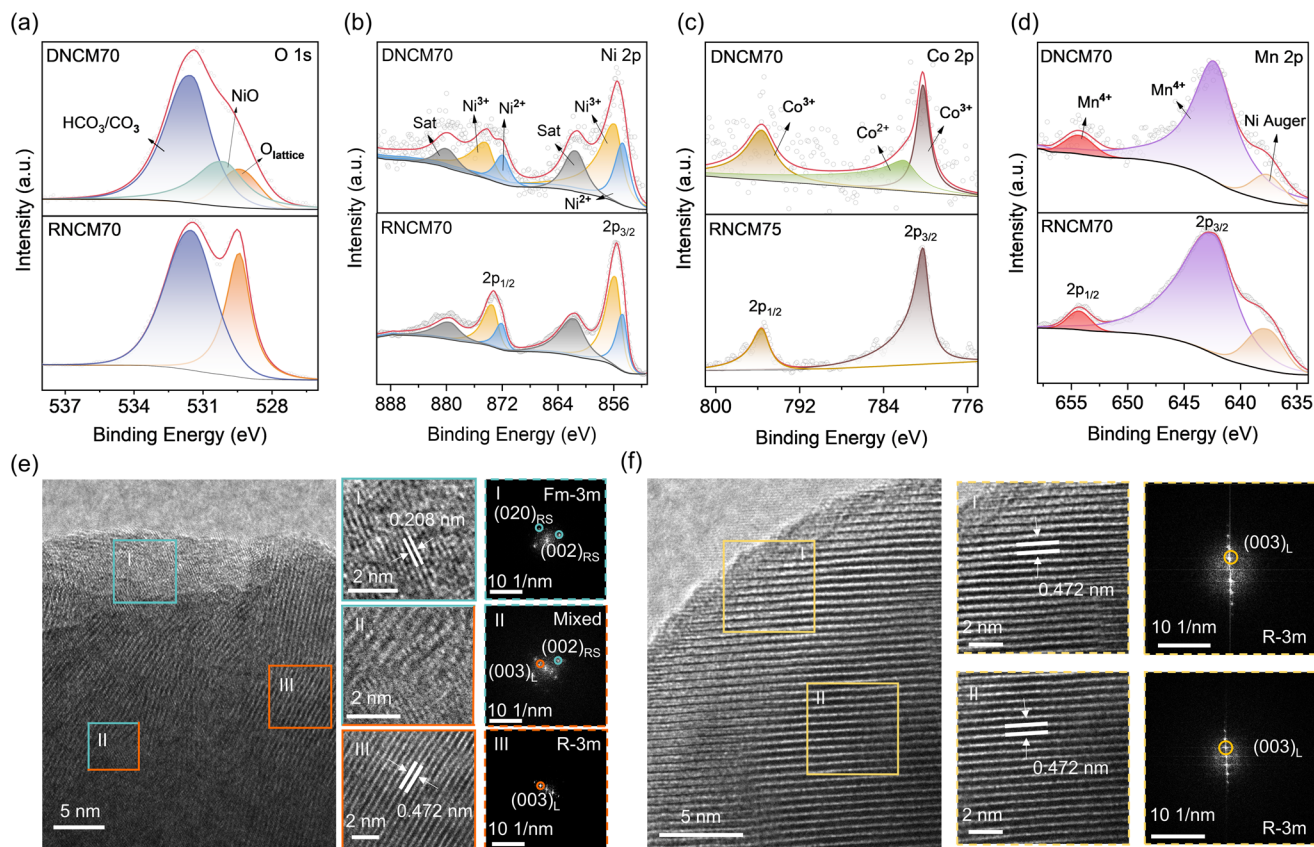 (a)
DNCM70
O 1s
NiO
HCO₃/CO₃
O_lattice
RNCM70
Intensity (a.u.)
537
534
531
528
Binding Energy (eV)
(b)
DNCM70
Ni 2p
Ni³⁺
Ni²⁺
Ni³⁺
Sat
Sat
Ni²⁺
RNCM70
2p₃/₂
2p₁/₂
Intensity (a.u.)
888
880
872
864
856
Binding Energy (eV)
(c)
DNCM70
Co 2p
Co³⁺
Co²⁺
Co³⁺
RNCM75
2p₃/₂
2p₁/₂
Intensity (a.u.)
800
792
784
776
Binding Energy (eV)
(d)
DNCM70
Mn 2p
Mn⁴⁺
Mn⁴⁺
Ni Auger
RNCM70
2p₃/₂
2p₁/₂
Intensity (a.u.)
655
650
645
640
635
Binding Energy (eV)
(e)
I
II
III
5 nm
I
0.208 nm
2 nm
II
2 nm
III
0.472 nm
2 nm
I
Fm-3m
(020)RS
(002)RS
10 1/nm
II
Mixed
(002)RS
(003)L
10 1/nm
III
R-3m
(003)L
10 1/nm
(f)
I
II
5 nm
I
0.472 nm
2 nm
II
0.472 nm
2 nm
(003)L
10 1/nm
R-3m
(003)L
10 1/nm
R-3m